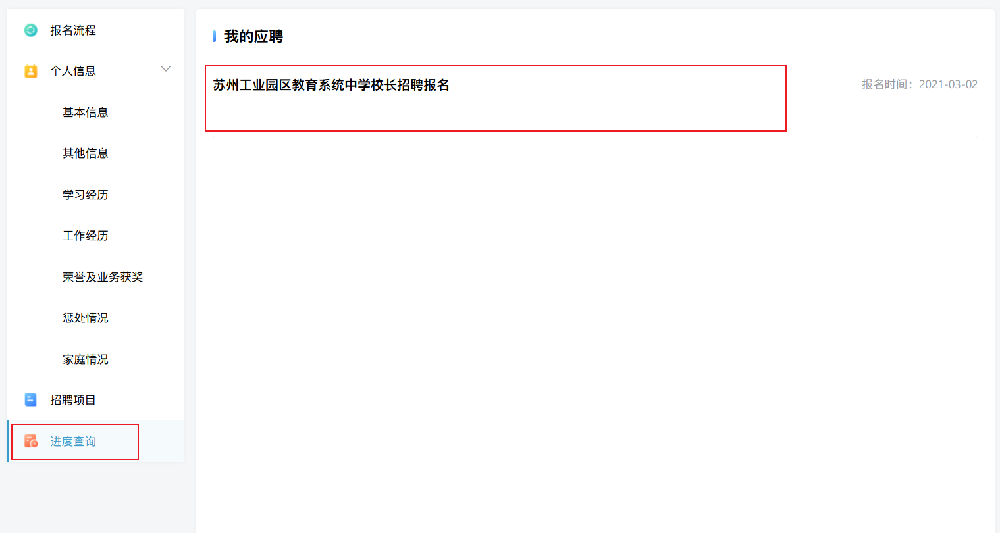 报名流程
个人信息
基本信息
其他信息
学习经历
工作经历
荣誉及业务获奖
惩处情况
家庭情况
招聘项目
进度查询
我的应聘
苏州工业园区教育系统中学校长招聘报名
报名时间：2021-03-02